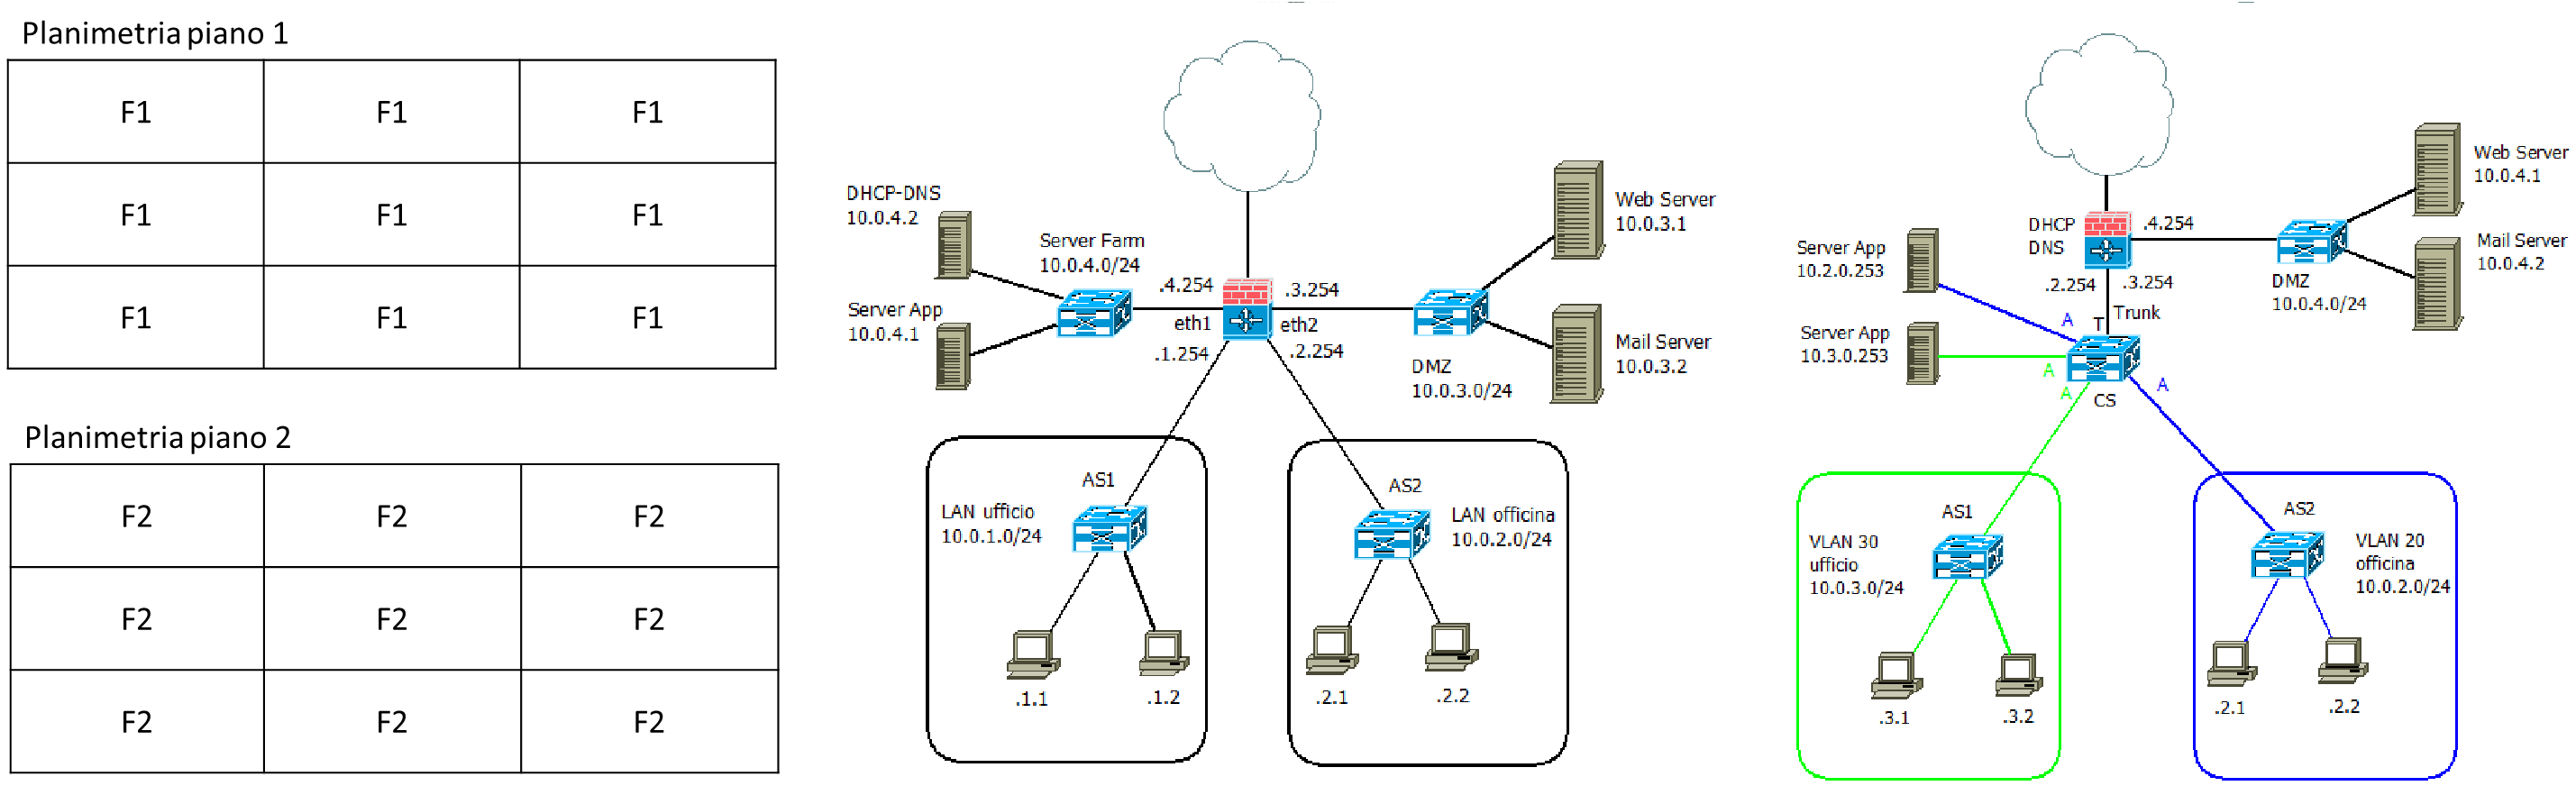 Planimetria piano 1
F1 F1 F1
F1 F1 F1
F1 F1 F1
Planimetria piano 2
F2 F2 F2
F2 F2 F2
F2 F2 F2
DHCP-DNS
10.0.4.2
Server Farm
10.0.4.0/24
Server App
10.0.4.1
.4.254
.3.254
eth1
eth2
.1.254
.2.254
Web Server
10.0.3.1
Mail Server
10.0.3.2
DMZ
10.0.3.0/24
AS1
LAN ufficio
10.0.1.0/24
.1.1
.1.2
AS2
LAN officina
10.0.2.0/24
.2.1
.2.2
Web Server
10.0.4.1
Mail Server
10.0.4.2
DHCP
DNS
.4.254
.2.254
.3.254
DMZ
10.0.4.0/24
Server App
10.2.0.253
Server App
10.3.0.253
T
Trunk
A
A
A
A
CS
AS1
VLAN 30
ufficio
10.0.3.0/24
.3.1
.3.2
AS2
VLAN 20
officina
10.0.2.0/24
.2.1
.2.2